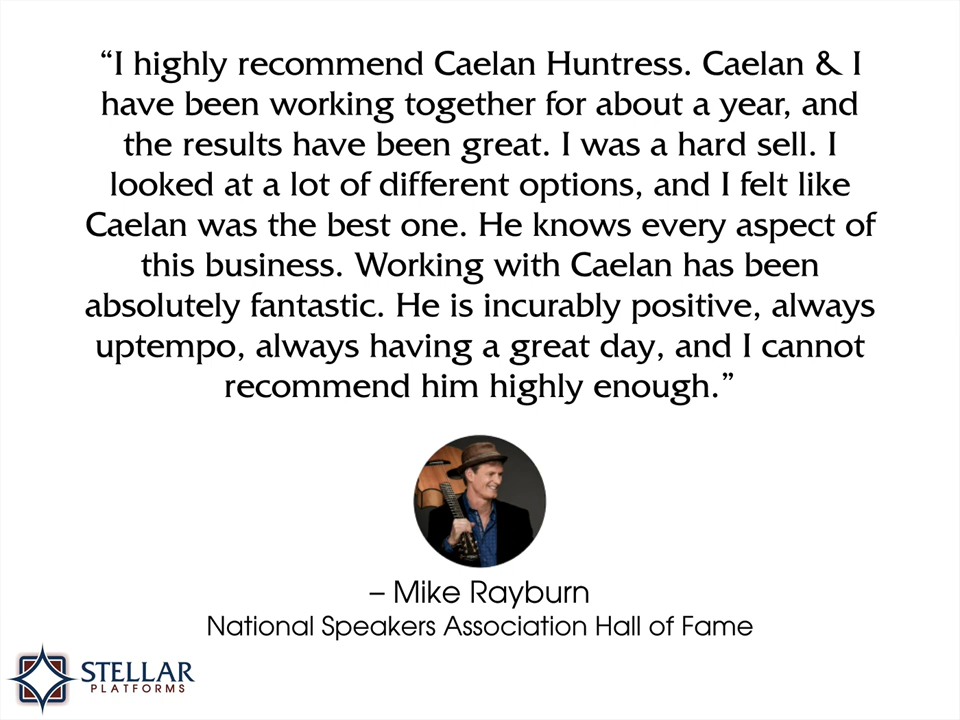 “I highly recommend Caelan Huntress. Caelan & I
have been working together for about a year, and
the results have been great. I was a hard sell. I
looked at a lot of different options, and I felt like
Caelan was the best one. He knows every aspect of
this business. Working with Caelan has been
absolutely fantastic. He is incurably positive, always
uptempo, always having a great day, and I cannot
recommend him highly enough.”
– Mike Rayburn
National Speakers Association Hall of Fame
STELLAR
PLATFORMS